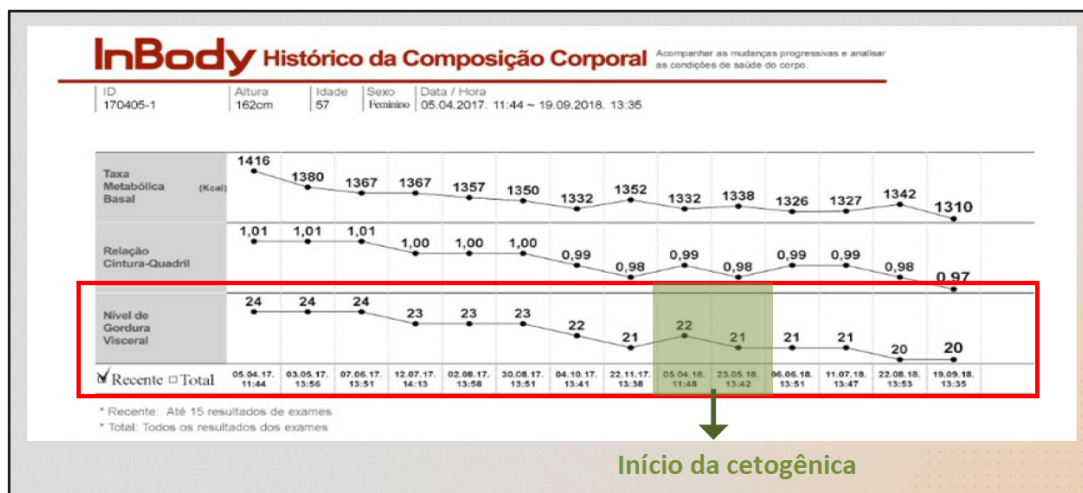 InBody Histórico da Composição Corporal
Acompanher as mudanças progressivas e analisar
as condições de saúde do corpo.
ID Altura Idade Sexo Data / Hora
170405-1 162cm 57 Feminino 05.04.2017. 11:44 ~ 19.09.2018. 13:35
Taxa
Metabólica (Kcal)
Basal
1416 1380 1367 1367 1357 1350 1332 1352 1332 1338 1326 1327 1342 1310
Relação
Cintura-Quadril
1,01 1,01 1,01 1,00 1,00 1,00 0,99 0,98 0,99 0,98 0,99 0,99 0,98 0,97
Nível de
Gordura
Visceral
24 24 24 23 23 23 22 21 22 21 21 21 20 20
Recente Total
05.04.17. 03.05.17. 07.06.17. 12.07.17. 02.08.17. 30.08.17. 04.10.17. 22.11.17. 05.04.18. 23.05.18. 06.06.18. 11.07.18. 22.08.18. 19.09.18.
11:44 13:56 13:51 14:13 13:58 13:51 13:41 13:38 11:48 13:42 13:51 13:47 13:53 13:35
* Recente: Até 15 resultados de exames
* Total: Todos os resultados dos exames
Início da cetogênica